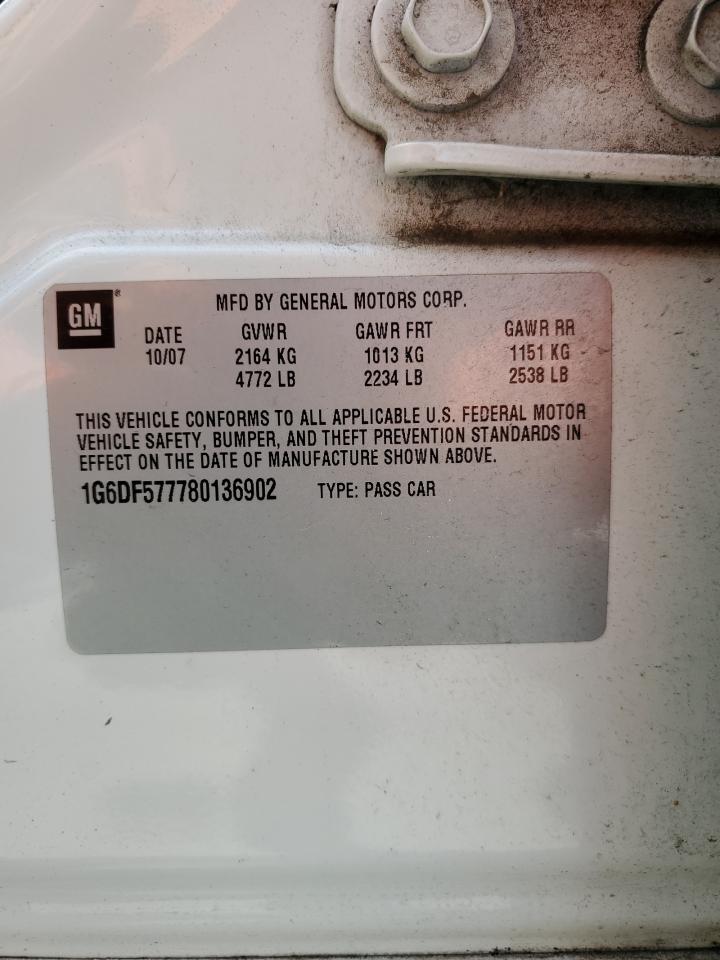 GM®
MFD BY GENERAL MOTORS CORP.
DATE GVWR GAWR FRT GAWR RR
10/07 2164 KG 1013 KG 1151 KG
4772 LB 2234 LB 2538 LB
THIS VEHICLE CONFORMS TO ALL APPLICABLE U.S. FEDERAL MOTOR
VEHICLE SAFETY, BUMPER, AND THEFT PREVENTION STANDARDS IN
EFFECT ON THE DATE OF MANUFACTURE SHOWN ABOVE.
1G6DF577780136902 TYPE: PASS CAR